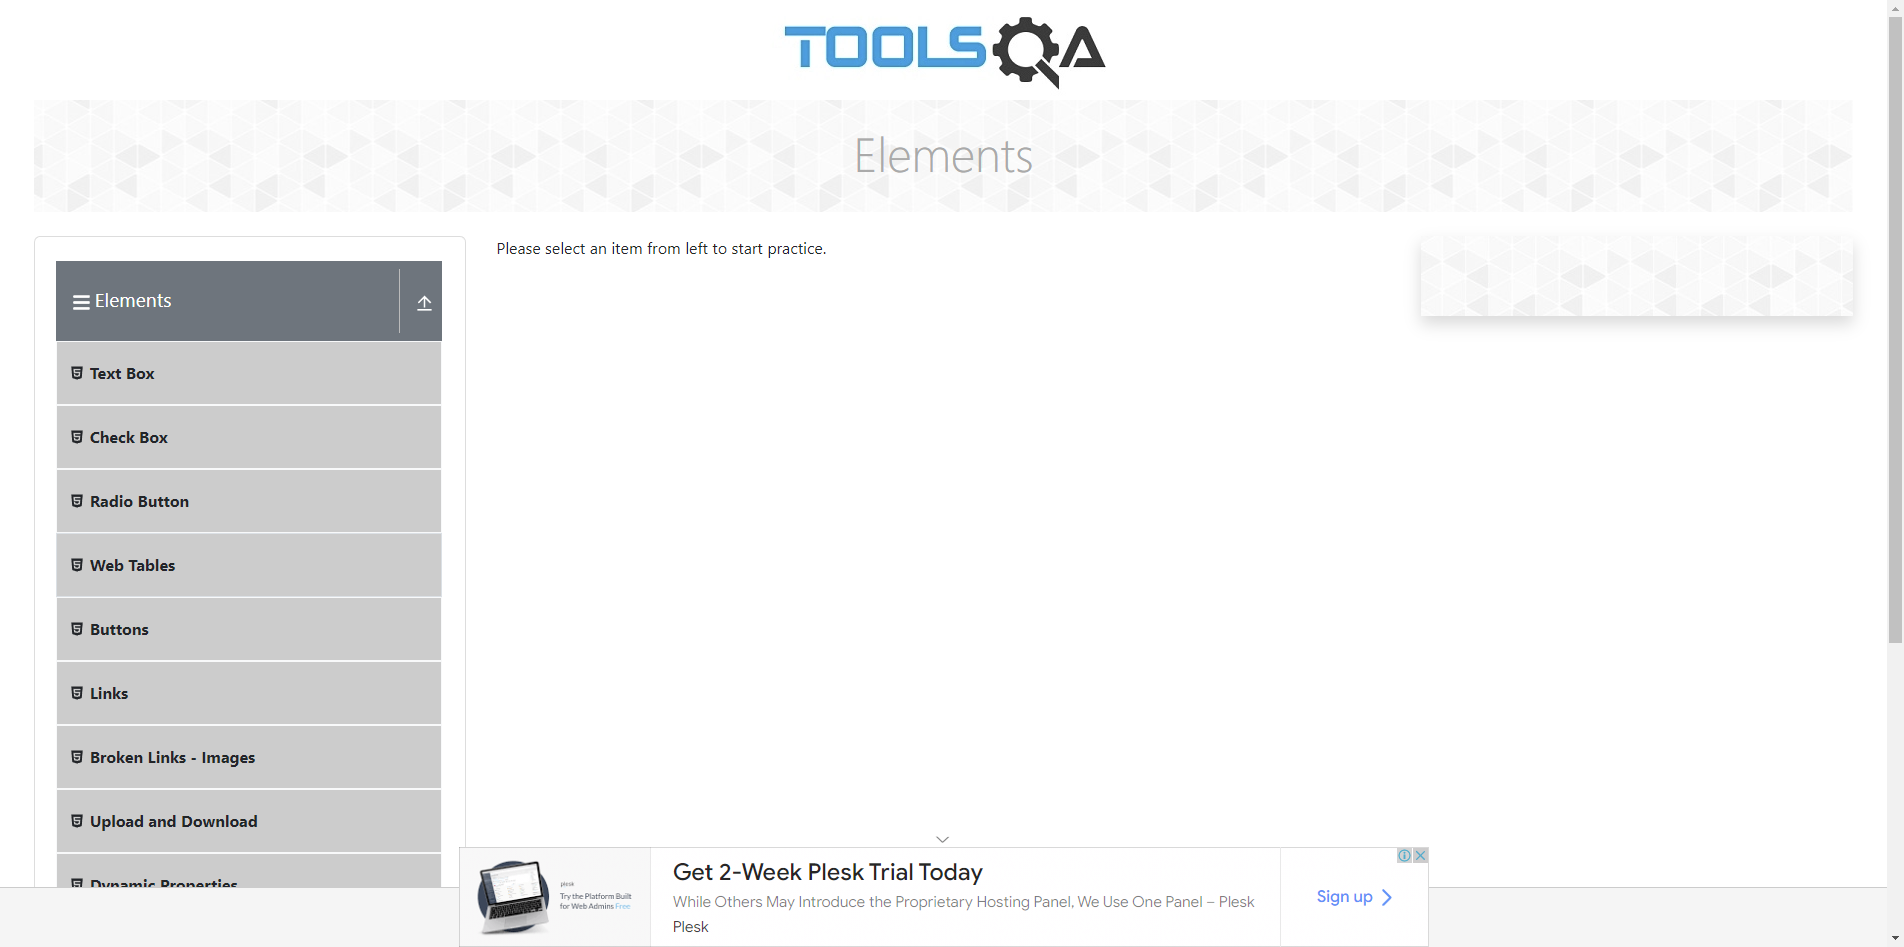 TOOLSQA
Elements
Please select an item from left to start practice.
Elements
Text Box
Check Box
Radio Button
Web Tables
Buttons
Links
Broken Links - Images
Upload and Download
Dynamic Properties
Get 2-Week Plesk Trial Today
plesk
Try the Platform Built
for Web Admins Free
While Others May Introduce the Proprietary Hosting Panel, We Use One Panel – Plesk
Plesk
Sign up